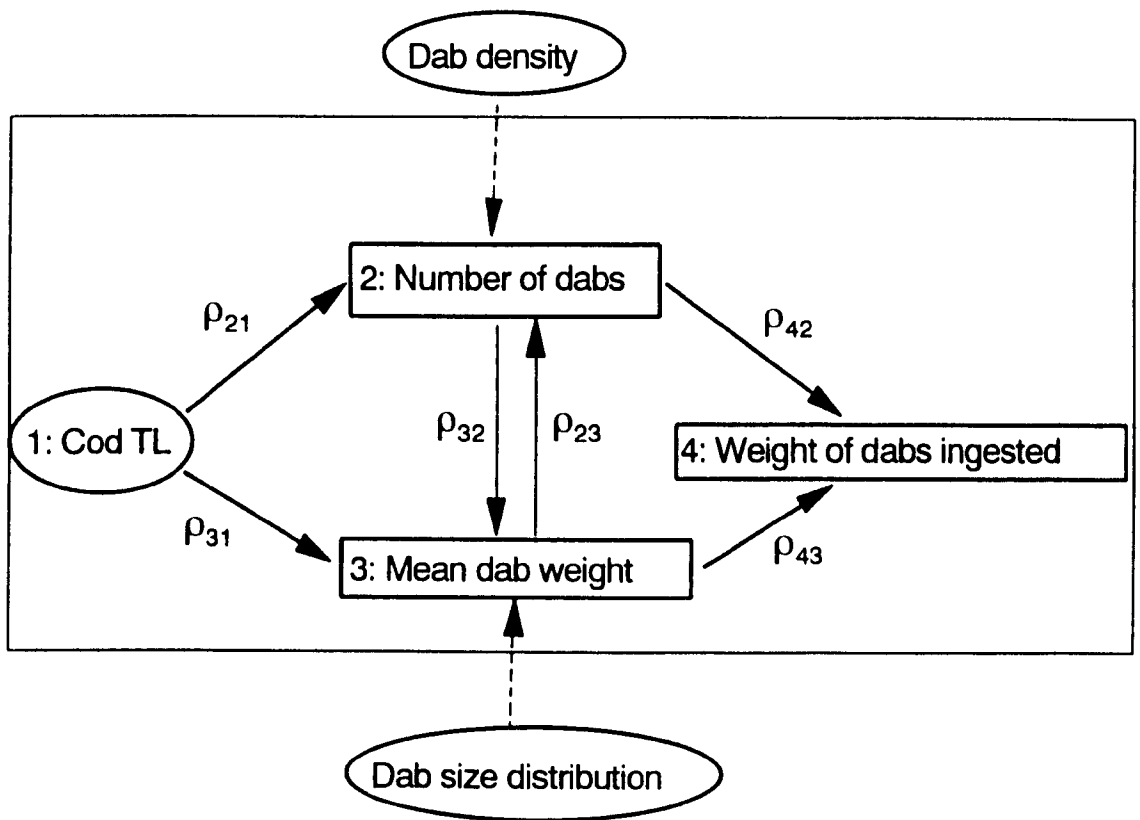 Dab density
2: Number of dabs
ρ21
ρ42
1: Cod TL
ρ32
ρ23
4: Weight of dabs ingested
ρ31
ρ43
3: Mean dab weight
Dab size distribution